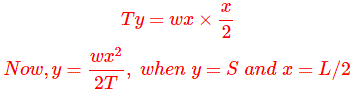 Ty = wx × x/2
Now, y = wx²/2T, when y = S and x = L/2